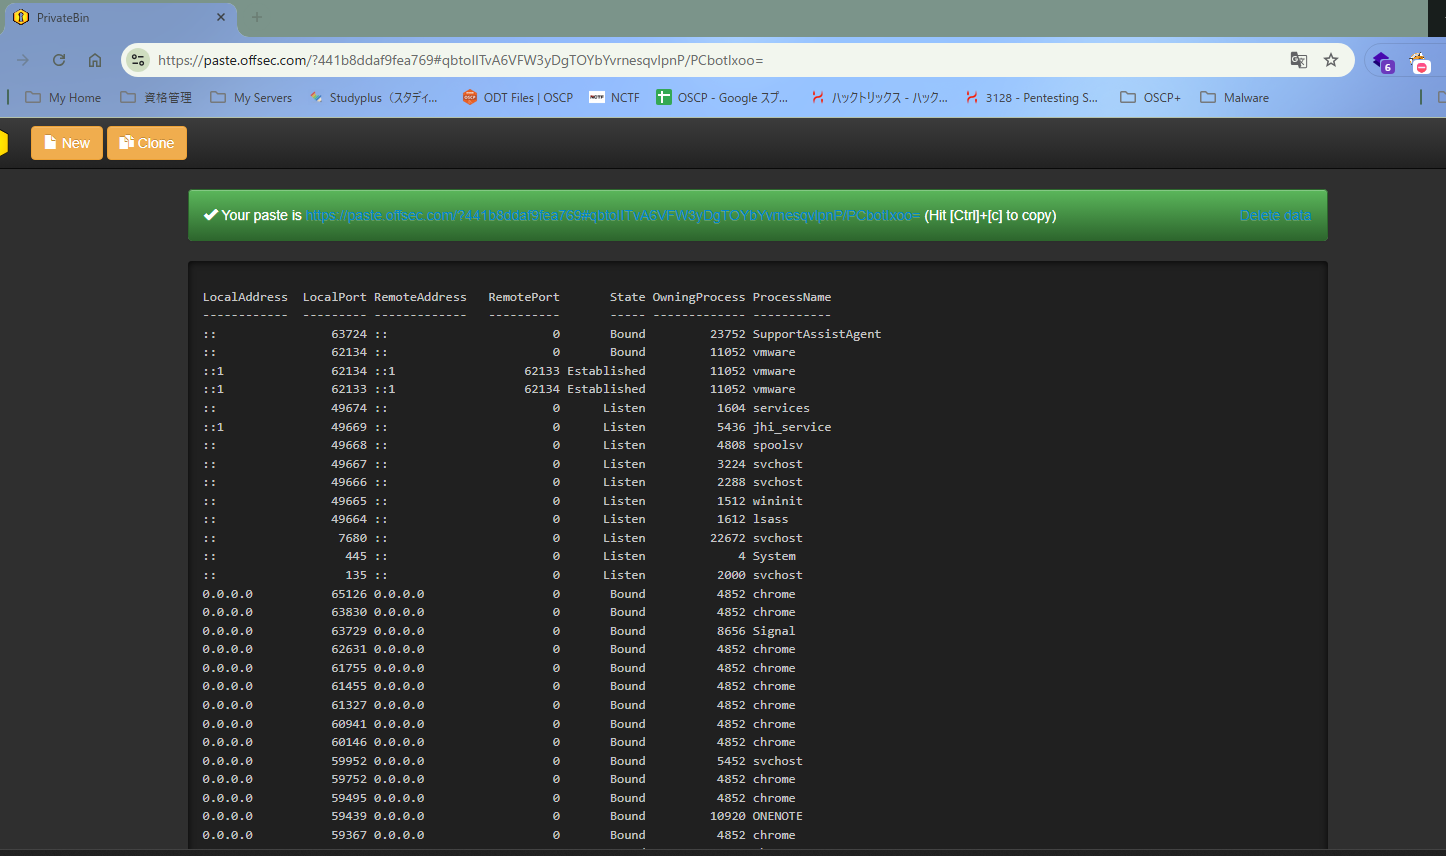 PrivateBin
https://paste.offsec.com/?441b8ddaf9fea769#qbtoIITvA6VFW3yDgTOYbYvrnesqvIpnP/PCbotIxoo=
6
My Home 資格管理 My Servers Studyplus（スタディ... ODT Files | OSCP NCTF OSCP - Google スプ... ハックトリックス - ハック... 3128 - Pentesting S... OSCP+ Malware
New Clone
Your paste is https://paste.offsec.com/?441b8ddaf9fea769#qbtoIITvA6VFW3yDgTOYbYvrnesqvIpnP/PCbotIxoo= (Hit [Ctrl]+[c] to copy) Delete data
LocalAddress LocalPort RemoteAddress RemotePort State OwningProcess ProcessName
------------ --------- ------------- ---------- ----- ------------- -----------
:: 63724 :: 0 Bound 23752 SupportAssistAgent
:: 62134 :: 0 Bound 11052 vmware
::1 62134 ::1 62133 Established 11052 vmware
::1 62133 ::1 62134 Established 11052 vmware
:: 49674 :: 0 Listen 1604 services
::1 49669 :: 0 Listen 5436 jhi_service
:: 49668 :: 0 Listen 4808 spoolsv
:: 49667 :: 0 Listen 3224 svchost
:: 49666 :: 0 Listen 2288 svchost
:: 49665 :: 0 Listen 1512 wininit
:: 49664 :: 0 Listen 1612 lsass
:: 7680 :: 0 Listen 22672 svchost
:: 445 :: 0 Listen 4 System
:: 135 :: 0 Listen 2000 svchost
0.0.0.0 65126 0.0.0.0 0 Bound 4852 chrome
0.0.0.0 63830 0.0.0.0 0 Bound 4852 chrome
0.0.0.0 63729 0.0.0.0 0 Bound 8656 Signal
0.0.0.0 62631 0.0.0.0 0 Bound 4852 chrome
0.0.0.0 61755 0.0.0.0 0 Bound 4852 chrome
0.0.0.0 61455 0.0.0.0 0 Bound 4852 chrome
0.0.0.0 61327 0.0.0.0 0 Bound 4852 chrome
0.0.0.0 60941 0.0.0.0 0 Bound 4852 chrome
0.0.0.0 60146 0.0.0.0 0 Bound 4852 chrome
0.0.0.0 59952 0.0.0.0 0 Bound 5452 svchost
0.0.0.0 59752 0.0.0.0 0 Bound 4852 chrome
0.0.0.0 59495 0.0.0.0 0 Bound 4852 chrome
0.0.0.0 59439 0.0.0.0 0 Bound 10920 ONENOTE
0.0.0.0 59367 0.0.0.0 0 Bound 4852 chrome